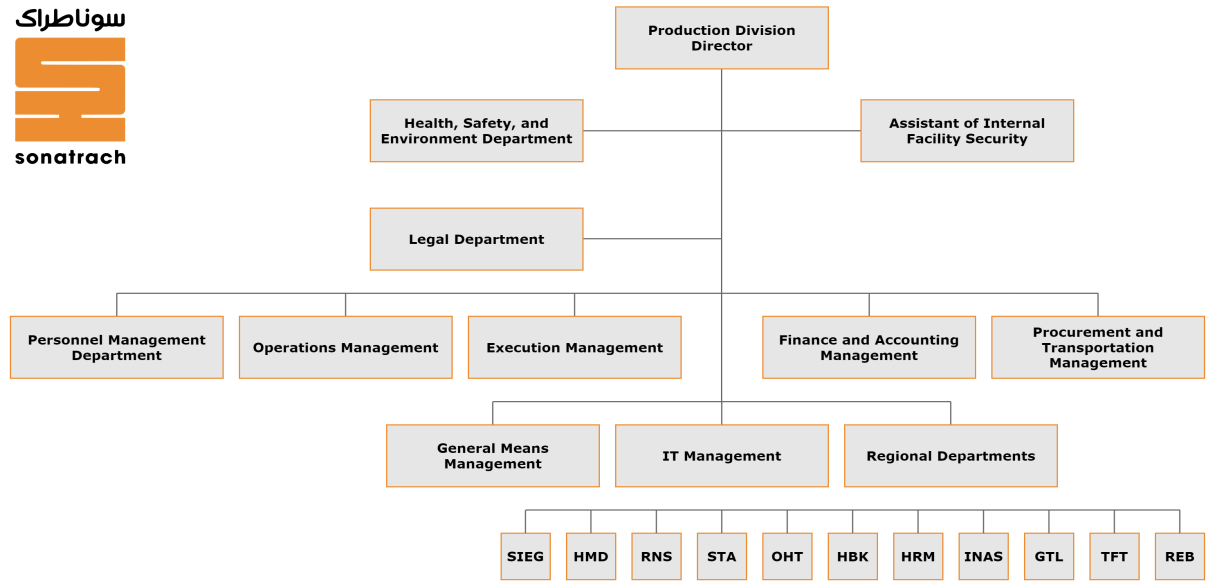 سوناطراك
sonatrach
Production Division
Director
Health, Safety, and
Environment Department
Assistant of Internal
Facility Security
Legal Department
Personnel Management
Department
Operations Management
Execution Management
Finance and Accounting
Management
Procurement and
Transportation
Management
General Means
Management
IT Management
Regional Departments
SIEG
HMD
RNS
STA
OHT
HBK
HRM
INAS
GTL
TFT
REB